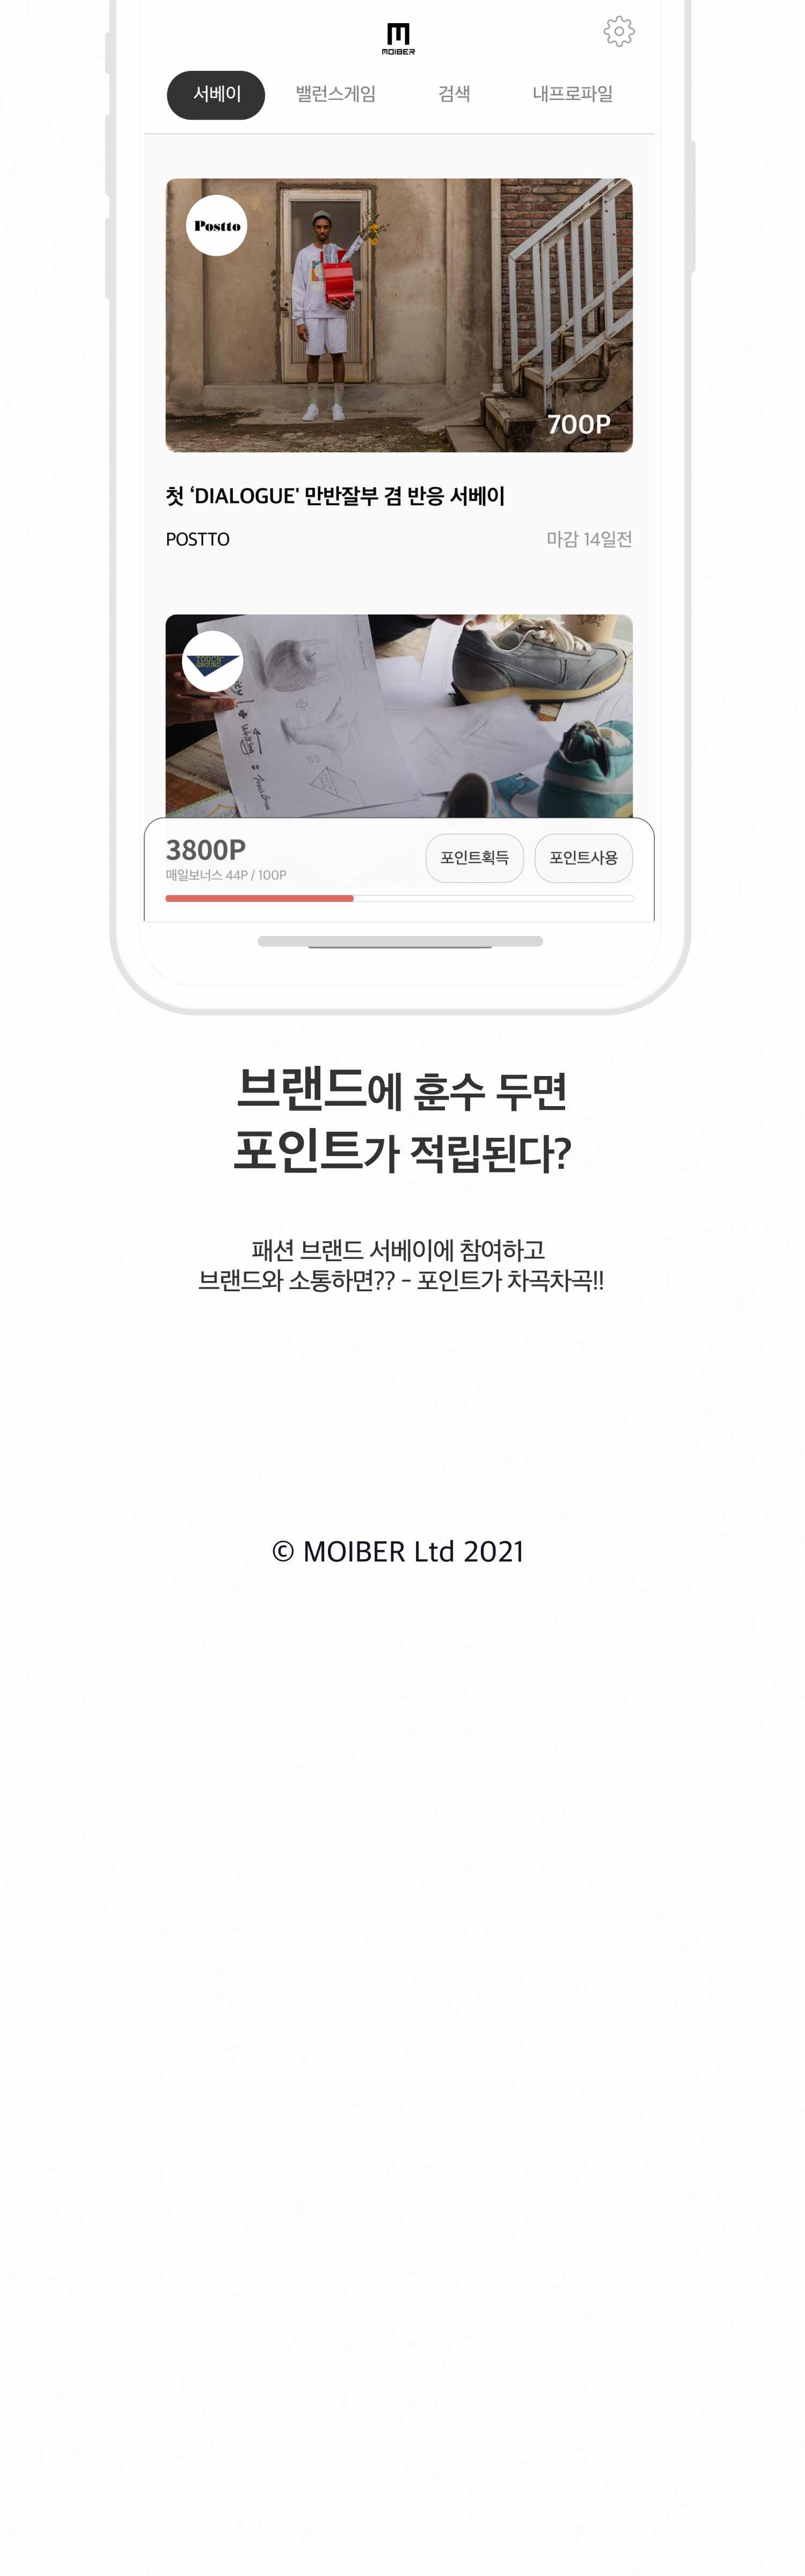 MOIBER
서베이 밸런스게임 검색 내프로파일
Postto
700P
첫 ‘DIALOGUE' 만반잘부 겸 반응 서베이
POSTTO 마감 14일전
TOUCH
GROUND
3800P
매일보너스 44P / 100P
포인트획득 포인트사용
브랜드에 훈수 두면
포인트가 적립된다?
패션 브랜드 서베이에 참여하고
브랜드와 소통하면?? - 포인트가 차곡차곡!!
© MOIBER Ltd 2021